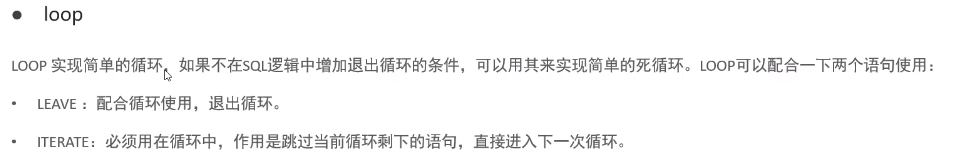 ● loop
LOOP 实现简单的循环，如果不在SQL逻辑中增加退出循环的条件，可以用其来实现简单的死循环。LOOP可以配合一下两个语句使用：
• LEAVE ：配合循环使用，退出循环。
• ITERATE：必须用在循环中，作用是跳过当前循环剩下的语句，直接进入下一次循环。